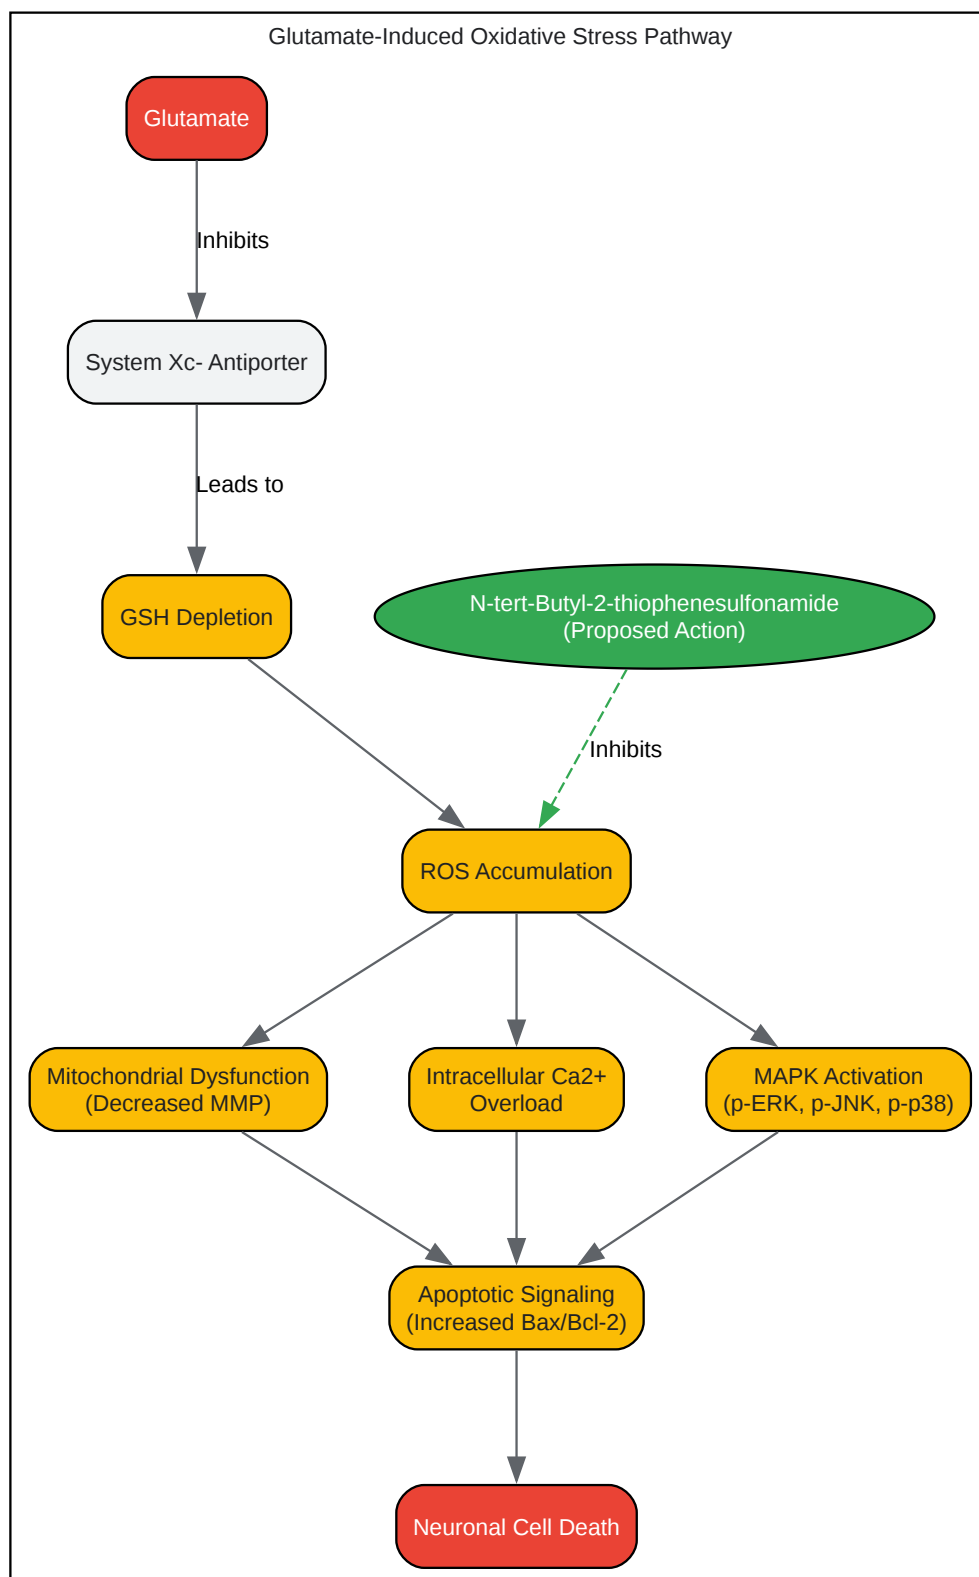 Glutamate-Induced Oxidative Stress Pathway
Glutamate
Inhibits
System Xc- Antiporter
Leads to
GSH Depletion
N-tert-Butyl-2-thiophenesulfonamide
(Proposed Action)
Inhibits
ROS Accumulation
Mitochondrial Dysfunction
(Decreased MMP)
Intracellular Ca2+
Overload
MAPK Activation
(p-ERK, p-JNK, p-p38)
Apoptotic Signaling
(Increased Bax/Bcl-2)
Neuronal Cell Death